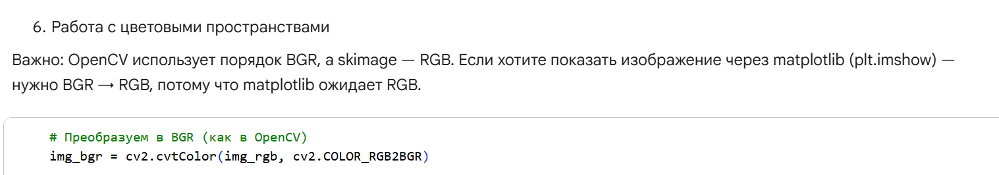 6. Работа с цветовыми пространствами
Важно: OpenCV использует порядок BGR, а skimage — RGB. Если хотите показать изображение через matplotlib (plt.imshow) —
нужно BGR → RGB, потому что matplotlib ожидает RGB.
# Преобразуем в BGR (как в OpenCV)
img_bgr = cv2.cvtColor(img_rgb, cv2.COLOR_RGB2BGR)